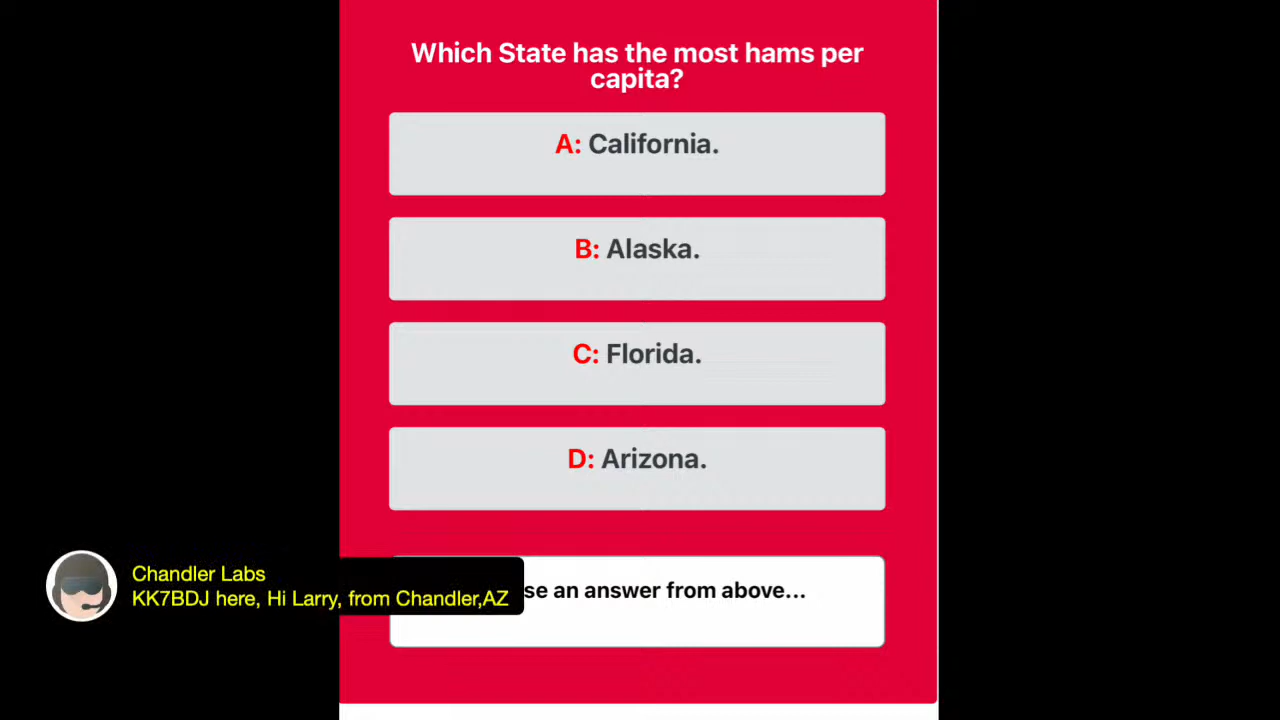 Which State has the most hams per
capita?
A: California.
B: Alaska.
C: Florida.
D: Arizona.
se an answer from above...
Chandler Labs
KK7BDJ here, Hi Larry, from Chandler,AZ